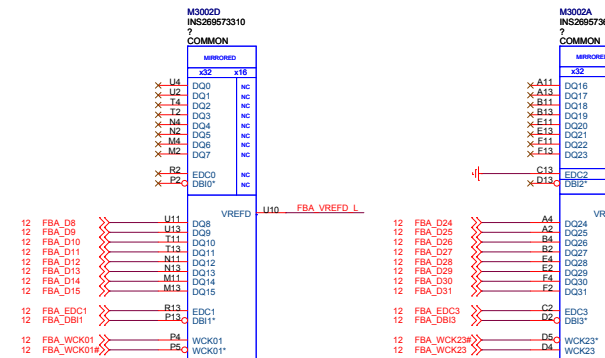 M3002D
INS269573310
?
COMMON
MIRRORED
x32 x16
U4 DQ0 NC
U2 DQ1 NC
T4 DQ2 NC
T2 DQ3 NC
N4 DQ4 NC
N2 DQ5 NC
M4 DQ6 NC
M2 DQ7 NC
R2 EDC0 NC
P2 DBI0* NC
VREFD U10 FBA_VREFD_L
12 FBA_D8 U11 DQ8
12 FBA_D9 U13 DQ9
12 FBA_D10 T11 DQ10
12 FBA_D11 T13 DQ11
12 FBA_D12 N11 DQ12
12 FBA_D13 N13 DQ13
12 FBA_D14 M11 DQ14
12 FBA_D15 M13 DQ15
12 FBA_EDC1 R13 EDC1
12 FBA_DBI1 P13 DBI1*
12 FBA_WCK01 P4 WCK01
12 FBA_WCK01# P5 WCK01*
M3002A
INS2695736
?
COMMON
MIRRORED
x32
A11 DQ16
A13 DQ17
B11 DQ18
B13 DQ19
E11 DQ20
E13 DQ21
F11 DQ22
F13 DQ23
C13 EDC2
D13 DBI2*
VR
12 FBA_D24 A4 DQ24
12 FBA_D25 A2 DQ25
12 FBA_D26 B4 DQ26
12 FBA_D27 B2 DQ27
12 FBA_D28 E4 DQ28
12 FBA_D29 E2 DQ29
12 FBA_D30 F4 DQ30
12 FBA_D31 F2 DQ31
12 FBA_EDC3 C2 EDC3
12 FBA_DBI3 D2 DBI3*
12 FBA_WCK23# D5 WCK23*
12 FBA_WCK23 D4 WCK23